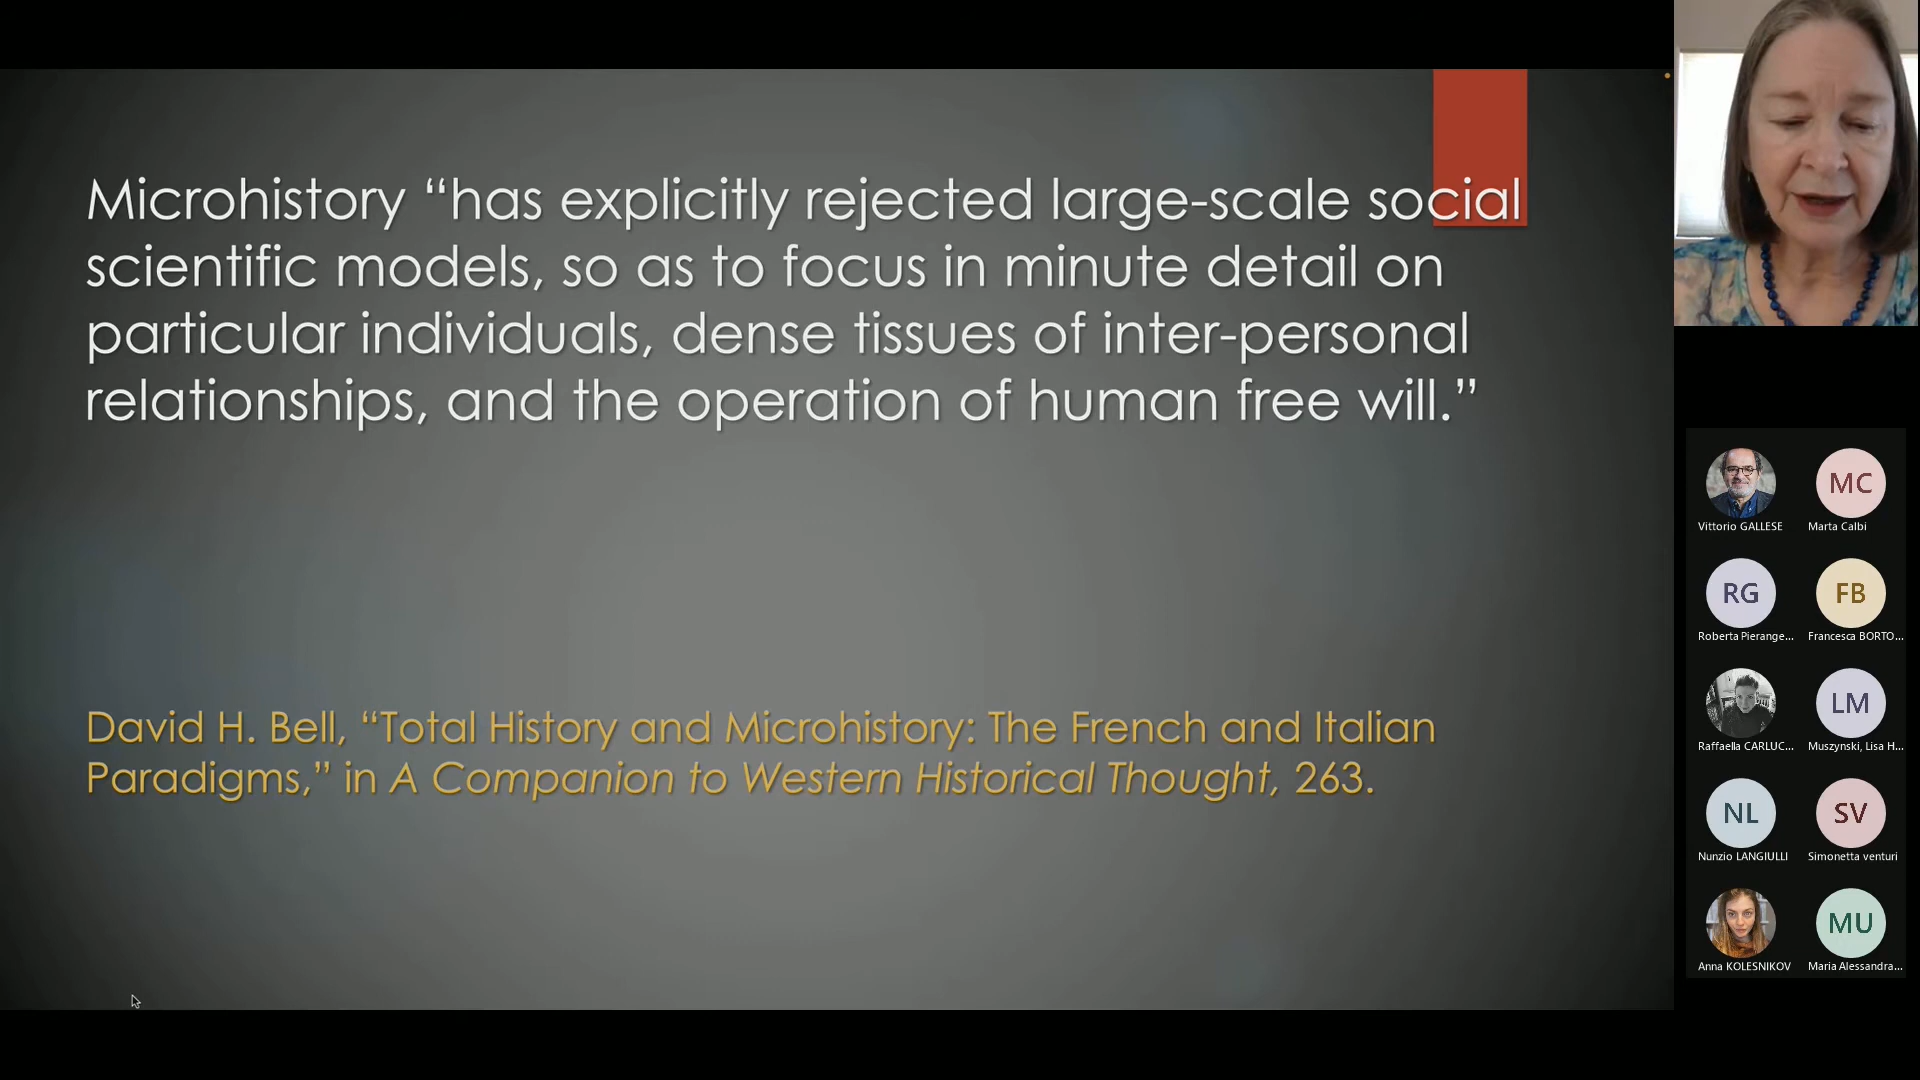 Microhistory “has explicitly rejected large-scale social
scientific models, so as to focus in minute detail on
particular individuals, dense tissues of inter-personal
relationships, and the operation of human free will.”
David H. Bell, “Total History and Microhistory: The French and Italian
Paradigms,” in A Companion to Western Historical Thought, 263.
MC
Vittorio GALLESE
Marta Calbi
RG
FB
Roberta Pierange...
Francesca BORTO...
LM
Raffaella CARLUC...
Muszynski, Lisa H...
NL
SV
Nunzio LANGIULLI
Simonetta venturi
MU
Anna KOLESNIKOV
Maria Alessandra...